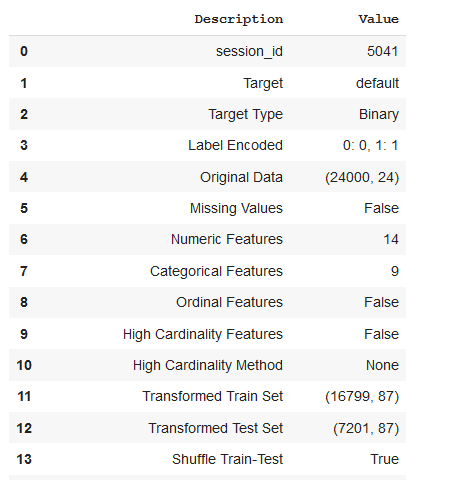 Description Value
0 session_id 5041
1 Target default
2 Target Type Binary
3 Label Encoded 0: 0, 1: 1
4 Original Data (24000, 24)
5 Missing Values False
6 Numeric Features 14
7 Categorical Features 9
8 Ordinal Features False
9 High Cardinality Features False
10 High Cardinality Method None
11 Transformed Train Set (16799, 87)
12 Transformed Test Set (7201, 87)
13 Shuffle Train-Test True